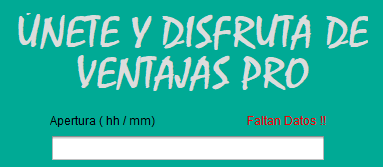 ÚNETE Y DISFRUTA DE
VENTAJAS PRO
Apertura ( hh / mm) Faltan Datos !!